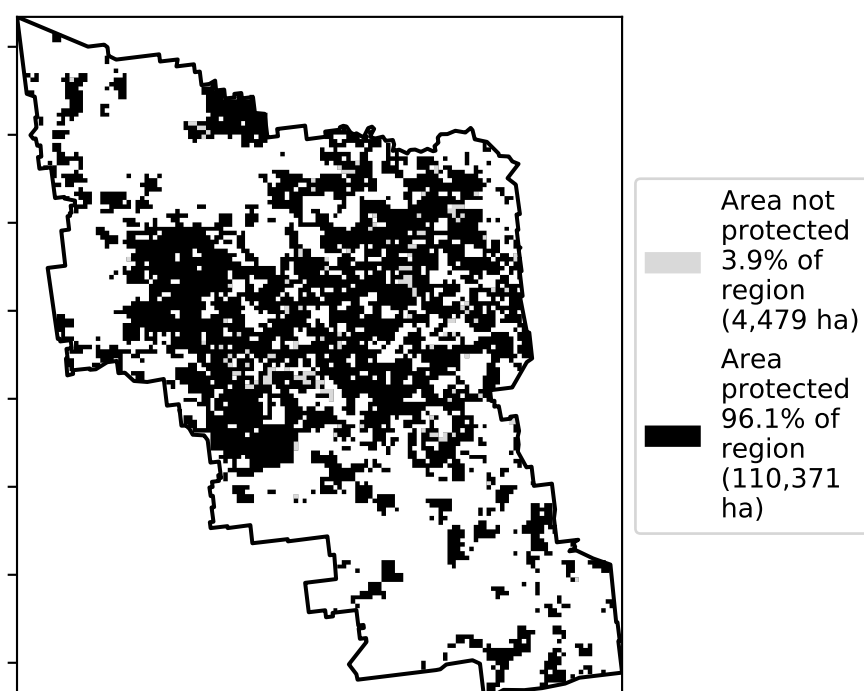 Area not
protected
3.9% of
region
(4,479 ha)
Area
protected
96.1% of
region
(110,371
ha)